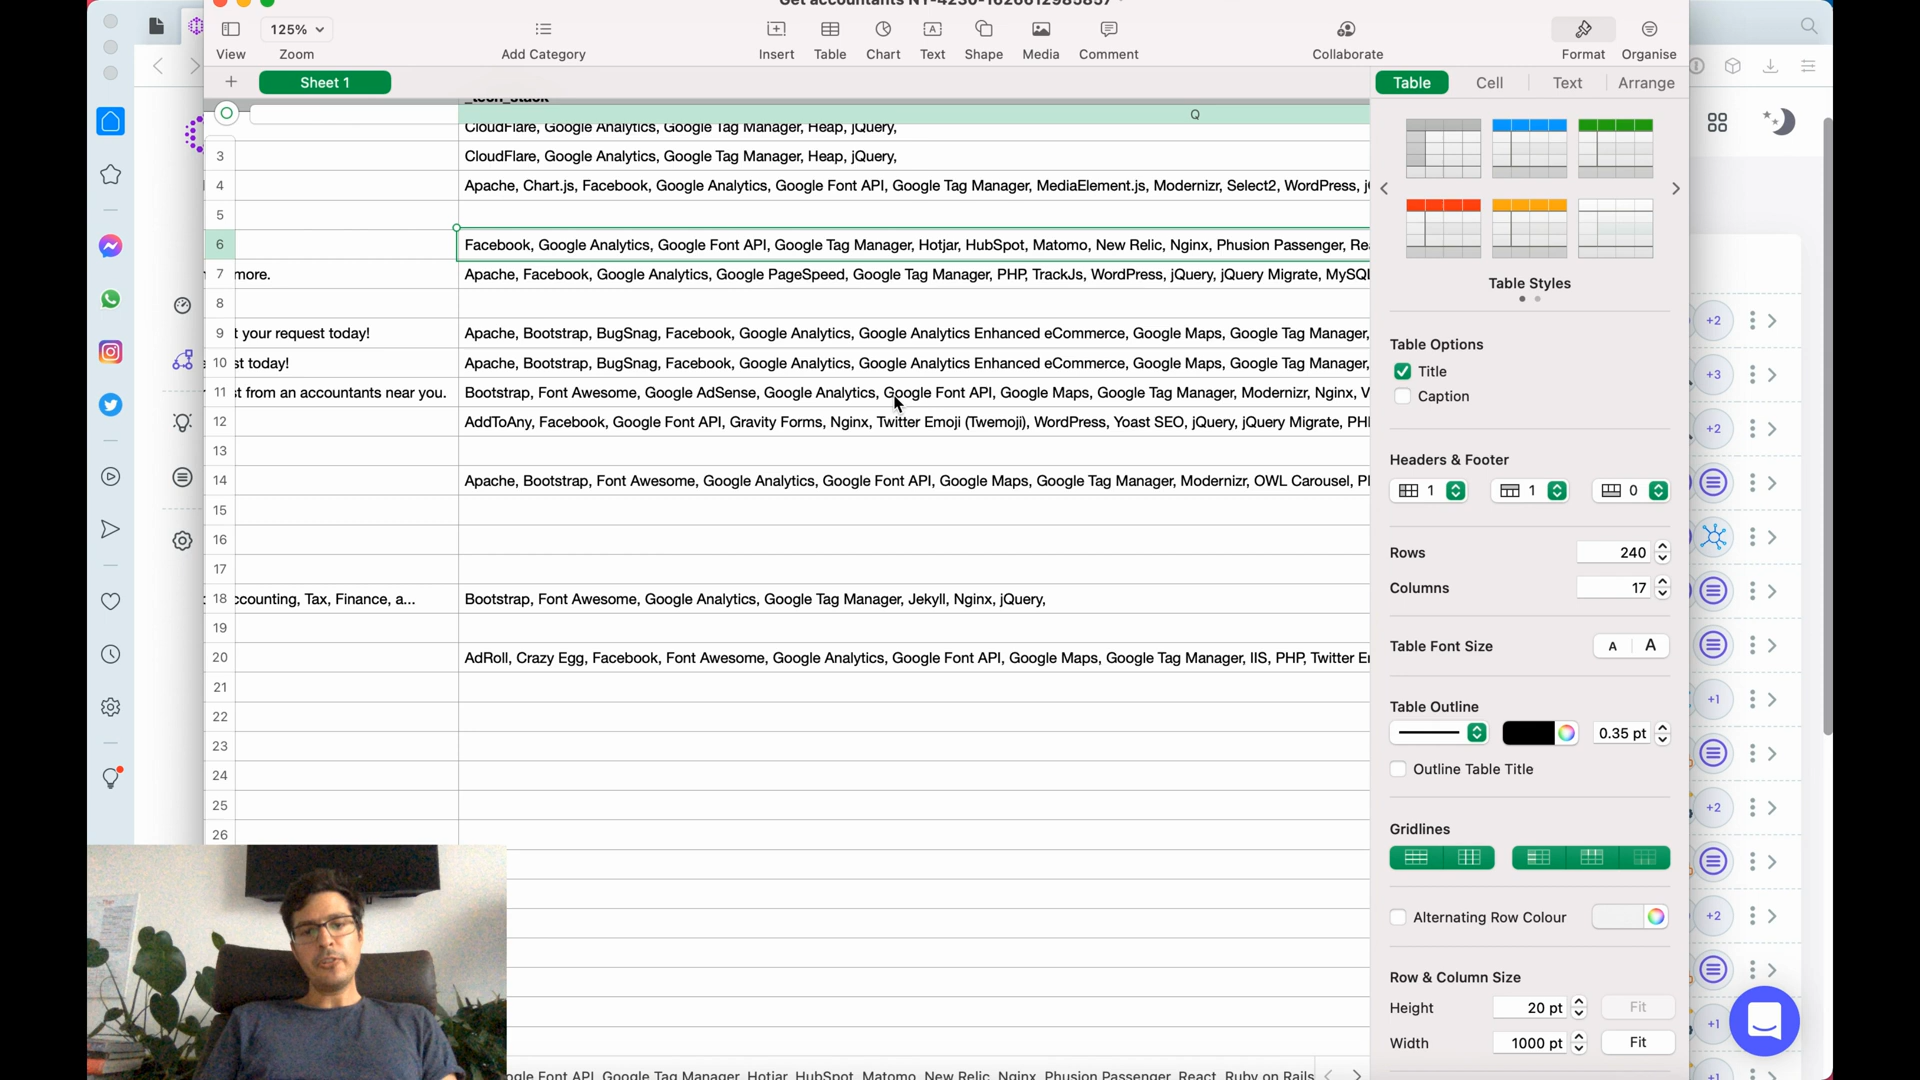 125%
View
Zoom
Add Category
Insert
Table
Chart
Text
Shape
Media
Comment
Collaborate
Format
Organise
+
Sheet 1
Table
Cell
Text
Arrange
_tech_stack
Q
CloudFlare, Google Analytics, Google Tag Manager, Heap, jQuery,
3
CloudFlare, Google Analytics, Google Tag Manager, Heap, jQuery,
4
Apache, Chart.js, Facebook, Google Analytics, Google Font API, Google Tag Manager, MediaElement.js, Modernizr, Select2, WordPress,
5
6
Facebook, Google Analytics, Google Font API, Google Tag Manager, Hotjar, HubSpot, Matomo, New Relic, Nginx, Phusion Passenger,
7
more.
Apache, Facebook, Google Analytics, Google PageSpeed, Google Tag Manager, PHP, TrackJs, WordPress, jQuery, jQuery Migrate, MySQL
8
9
t your request today!
Apache, Bootstrap, BugSnag, Facebook, Google Analytics, Google Analytics Enhanced eCommerce, Google Maps, Google Tag Manager,
10
st today!
Apache, Bootstrap, BugSnag, Facebook, Google Analytics, Google Analytics Enhanced eCommerce, Google Maps, Google Tag Manager,
11
t from an accountants near you.
Bootstrap, Font Awesome, Google AdSense, Google Analytics, Google Font API, Google Maps, Google Tag Manager, Modernizr, Nginx, V
12
AddToAny, Facebook, Google Font API, Gravity Forms, Nginx, Twitter Emoji (Twemoji), WordPress, Yoast SEO, jQuery, jQuery Migrate,
13
14
Apache, Bootstrap, Font Awesome, Google Analytics, Google Font API, Google Maps, Google Tag Manager, Modernizr, OWL Carousel,
15
16
17
18
ccounting, Tax, Finance, a...
Bootstrap, Font Awesome, Google Analytics, Google Tag Manager, Jekyll, Nginx, jQuery,
19
20
AdRoll, Crazy Egg, Facebook, Font Awesome, Google Analytics, Google Font API, Google Maps, Google Tag Manager, IIS, PHP, Twitter
21
22
23
24
25
26
Google Font API, Google Tag Manager, Hotjar, HubSpot, Matomo, New Relic, Nginx, Phusion Passenger, React, Ruby on Rails
Table Styles
Table Options
Title
Caption
Headers & Footer
1
1
0
Rows
240
Columns
17
Table Font Size
A
A
Table Outline
0.35 pt
Outline Table Title
Gridlines
Alternating Row Colour
Row & Column Size
Height
20 pt
Fit
Width
1000 pt
Fit
+2
+3
+2
+1
+2
+2
+1
+1